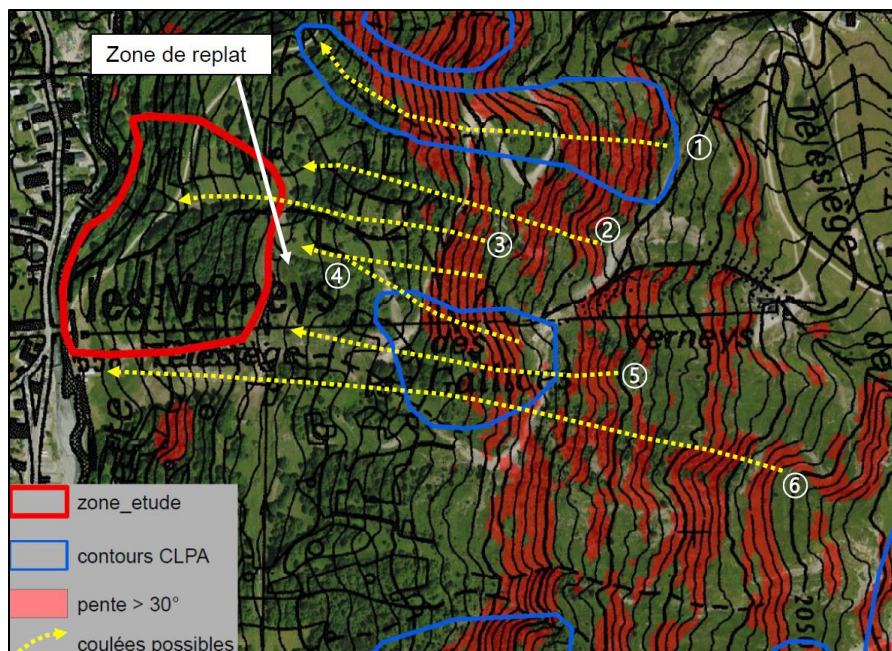 Zone de replat
①
②
③
④
⑤
⑥
Télésiège
les Verneys
Verneys
des
zone_etude
contours CLPA
pente > 30°
coulées possibles